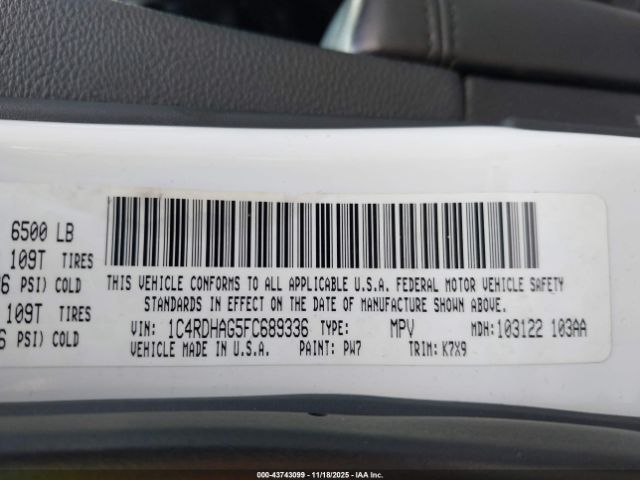 6500 LB
109T TIRES
PSI) COLD
109T TIRES
PSI) COLD
THIS VEHICLE CONFORMS TO ALL APPLICABLE U.S.A. FEDERAL MOTOR VEHICLE SAFETY
STANDARDS IN EFFECT ON THE DATE OF MANUFACTURE SHOWN ABOVE.
VIN: 1C4RDHAG5FC689336 TYPE: MPV MDH: 103122 103AA
VEHICLE MADE IN U.S.A. PAINT: PW7 TRIM: K7X9
000-43743099 - 11/18/2025 - IAA Inc.